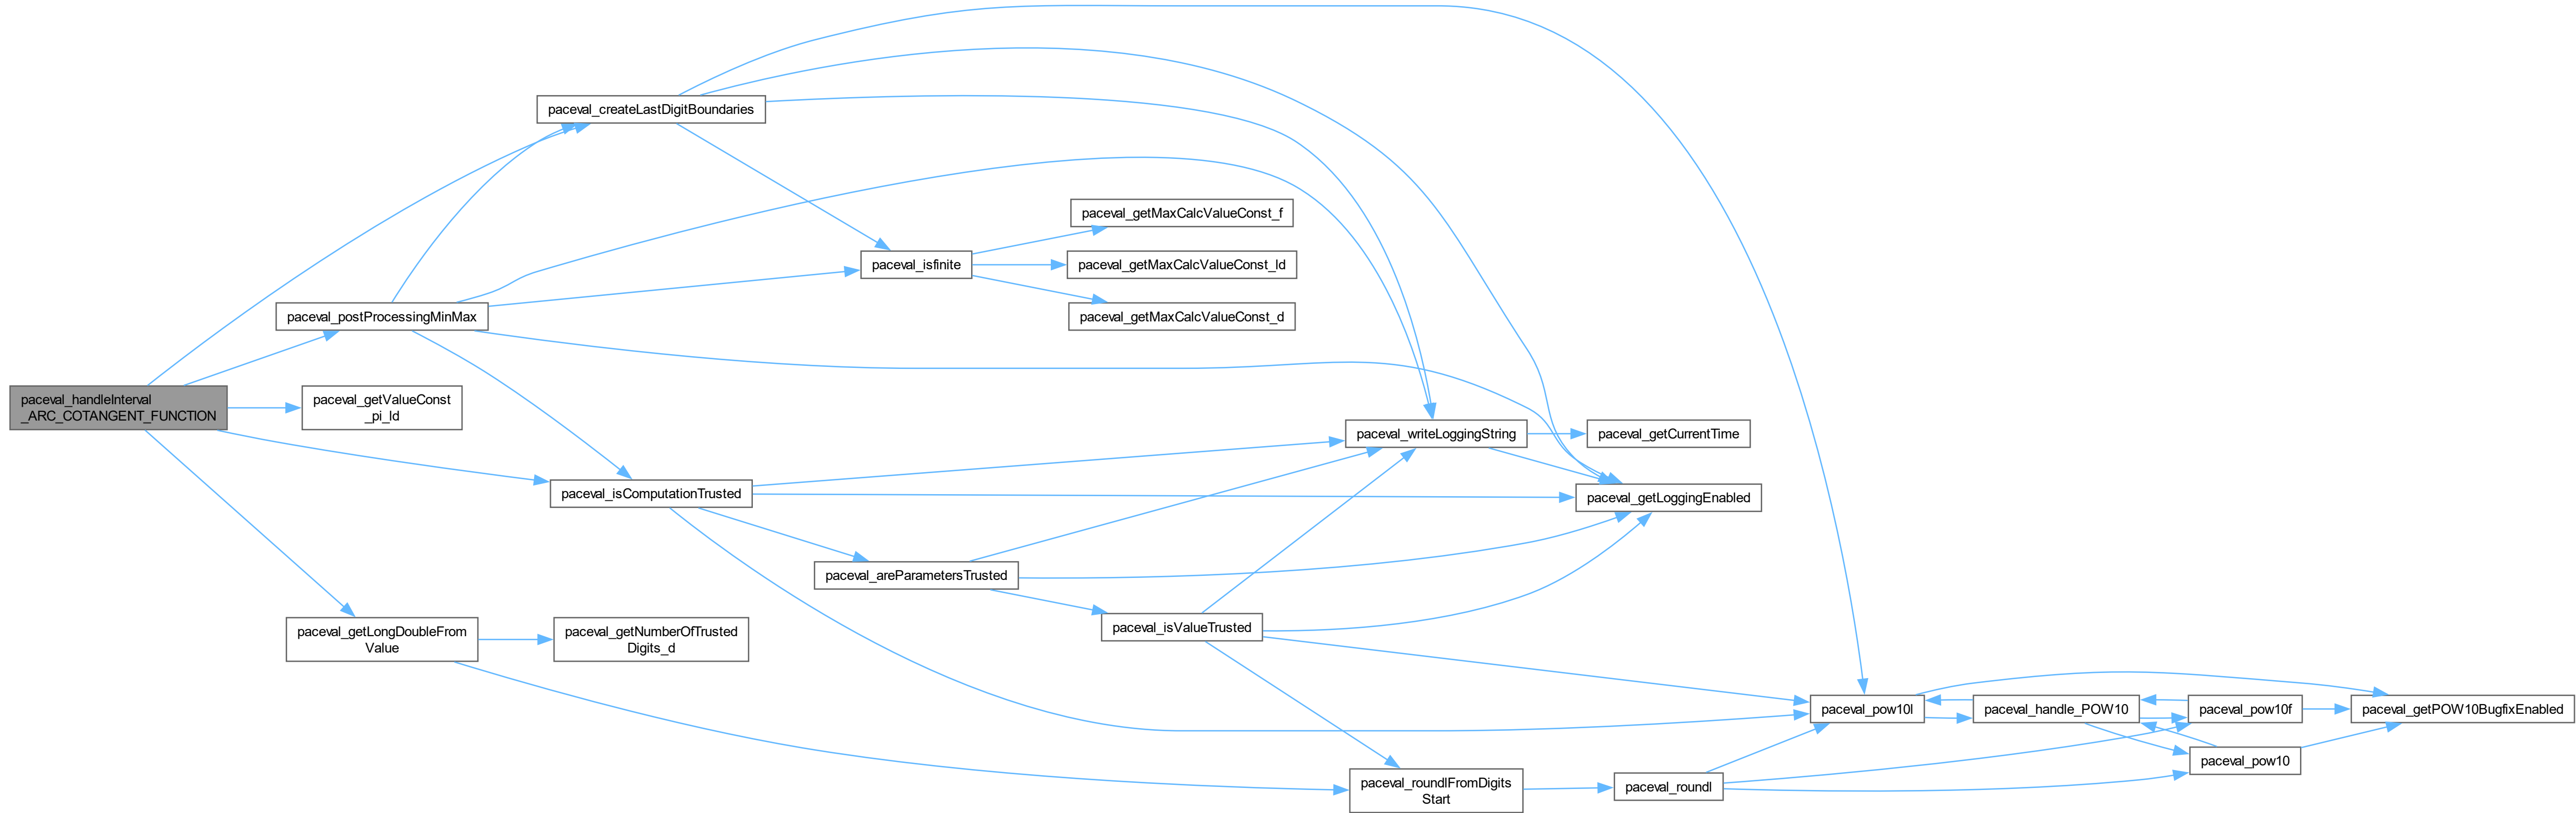 paceval_createLastDigitBoundaries
paceval_getMaxCalcValueConst_f
paceval_isfinite
paceval_getMaxCalcValueConst_ld
paceval_postProcessingMinMax
paceval_getMaxCalcValueConst_d
paceval_handleInterval
_ARC_COTANGENT_FUNCTION
paceval_getValueConst
_pi_ld
paceval_writeLoggingString
paceval_getCurrentTime
paceval_isComputationTrusted
paceval_getLoggingEnabled
paceval_areParametersTrusted
paceval_isValueTrusted
paceval_getLongDoubleFrom
Value
paceval_getNumberOfTrusted
Digits_d
paceval_pow10l
paceval_handle_POW10
paceval_pow10f
paceval_getPOW10BugfixEnabled
paceval_pow10
paceval_roundlFromDigits
Start
paceval_roundl